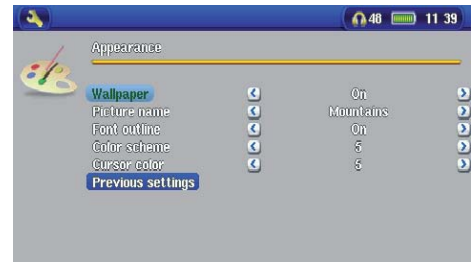 48 11 39
Appearance
Wallpaper On
Picture name Mountains
Font outline On
Color scheme 5
Cursor color 5
Previous settings